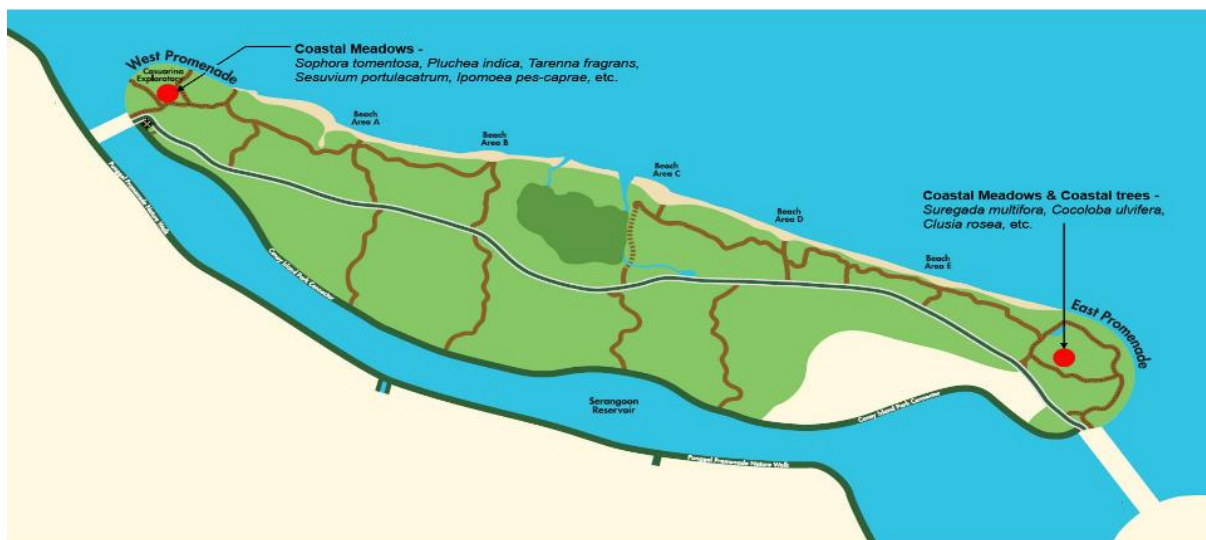 Coastal Meadows -
Sophora tomentosa, Pluchea indica, Tarenna fragrans,
Sesuvium portulacatrum, Ipomoea pes-caprae, etc.
West Promenade
Casuarina
Exploratory
Beach
Area A
Beach
Area B
Beach
Area C
Coastal Meadows & Coastal trees -
Suregada multifora, Cocoloba ulvifera,
Clusia rosea, etc.
Beach
Area D
Beach
Area E
East Promenade
Punggol Promenade Nature Walk
Coney Island Park Connector
Serangoon
Reservoir
Coney Island Park Connector
Punggol Promenade Nature Walk